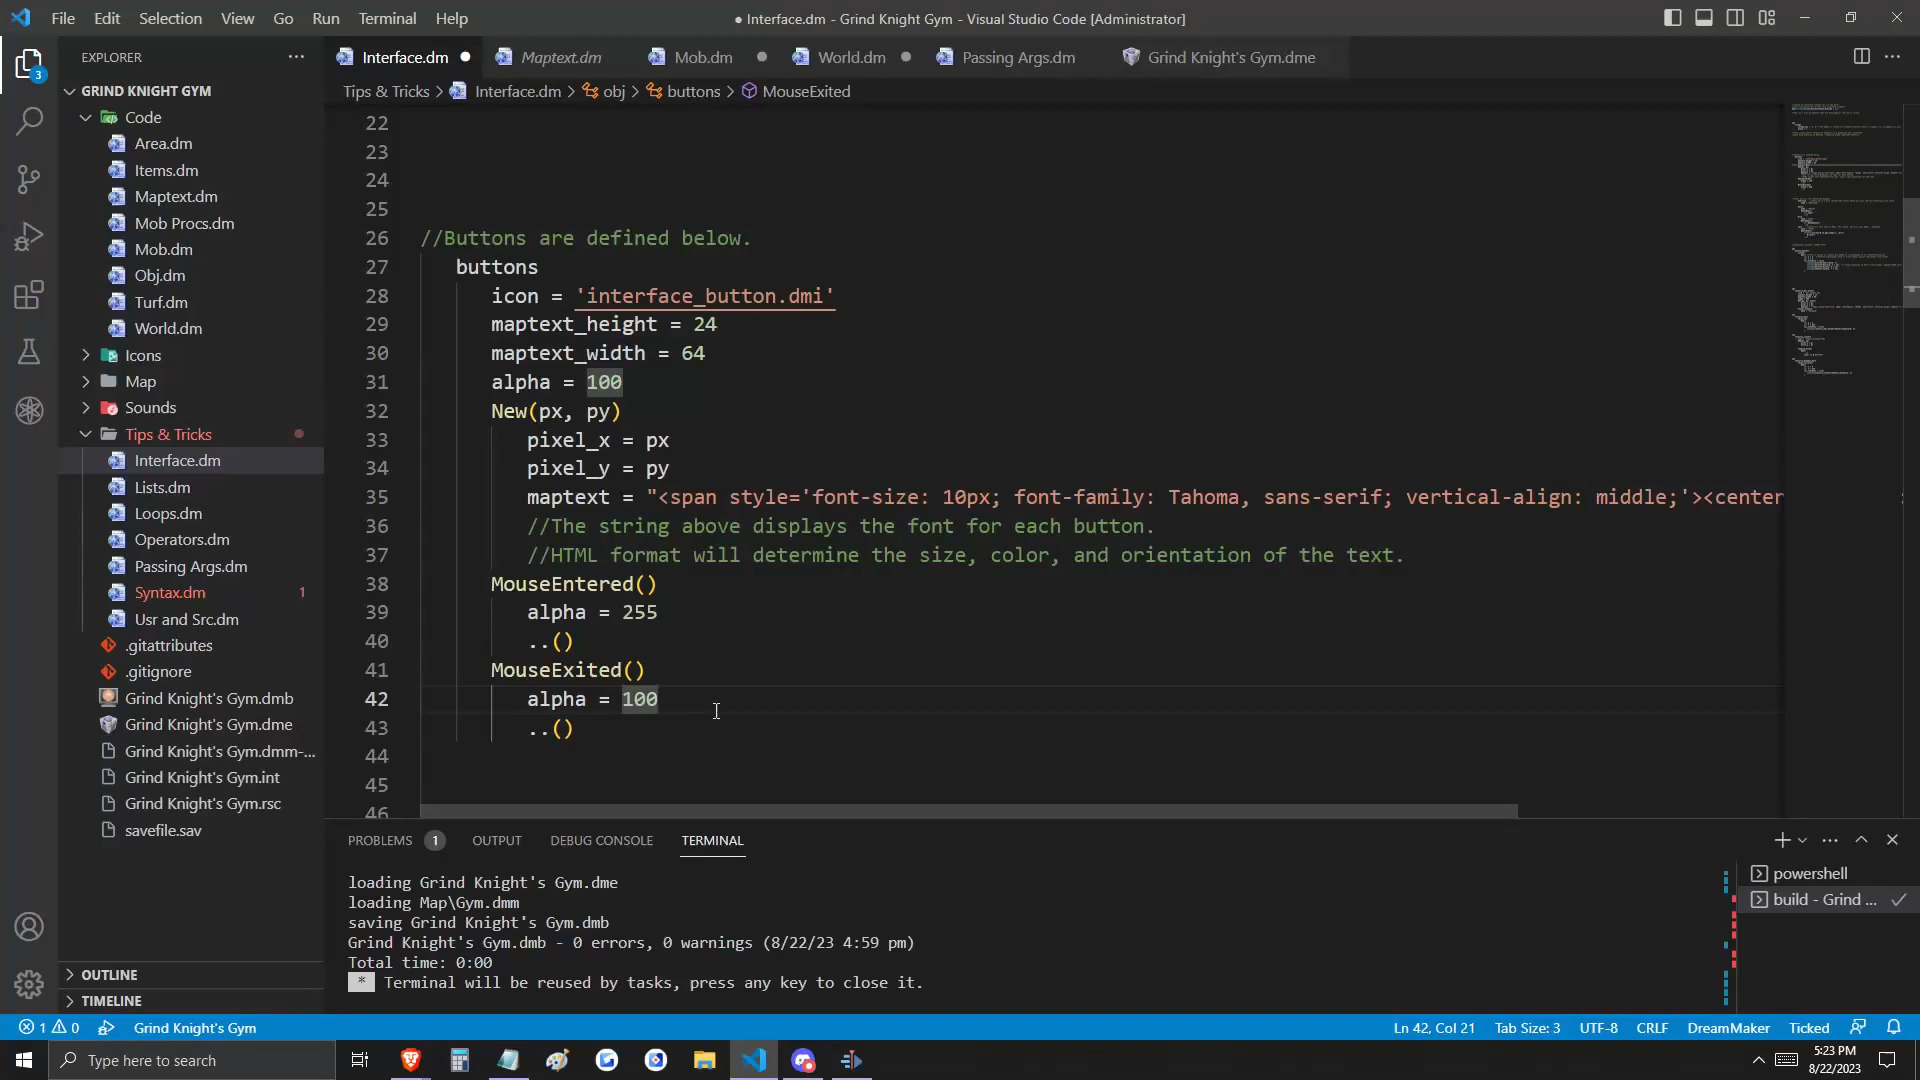 File Edit Selection View Go Run Terminal Help
● Interface.dm - Grind Knight Gym - Visual Studio Code [Administrator]
EXPLORER
Interface.dm Maptext.dm Mob.dm World.dm Passing Args.dm Grind Knight's Gym.dme
Tips & Tricks > Interface.dm > obj > buttons > MouseExited
3
GRIND KNIGHT GYM
Code
Area.dm
Items.dm
Maptext.dm
Mob Procs.dm
Mob.dm
Obj.dm
Turf.dm
World.dm
Icons
Map
Sounds
Tips & Tricks
Interface.dm
Lists.dm
Loops.dm
Operators.dm
Passing Args.dm
Syntax.dm 1
Usr and Src.dm
.gitattributes
.gitignore
Grind Knight's Gym.dmb
Grind Knight's Gym.dme
Grind Knight's Gym.dmm-...
Grind Knight's Gym.int
Grind Knight's Gym.rsc
savefile.sav
OUTLINE
TIMELINE
22
23
24
25
26 //Buttons are defined below.
27 buttons
28 icon = 'interface_button.dmi'
29 maptext_height = 24
30 maptext_width = 64
31 alpha = 100
32 New(px, py)
33 pixel_x = px
34 pixel_y = py
35 maptext = "<span style='font-size: 10px; font-family: Tahoma, sans-serif; vertical-align: middle;'><center
36 //The string above displays the font for each button.
37 //HTML format will determine the size, color, and orientation of the text.
38 MouseEntered()
39 alpha = 255
40 ..()
41 MouseExited()
42 alpha = 100
43 ..()
44
45
46
PROBLEMS 1 OUTPUT DEBUG CONSOLE TERMINAL
loading Grind Knight's Gym.dme
loading Map\Gym.dmm
saving Grind Knight's Gym.dmb
Grind Knight's Gym.dmb - 0 errors, 0 warnings (8/22/23 4:59 pm)
Total time: 0:00
* Terminal will be reused by tasks, press any key to close it.
powershell
build - Grind ...
1 0 Grind Knight's Gym
Ln 42, Col 21 Tab Size: 3 UTF-8 CRLF DreamMaker Ticked
Type here to search
5:23 PM
8/22/2023